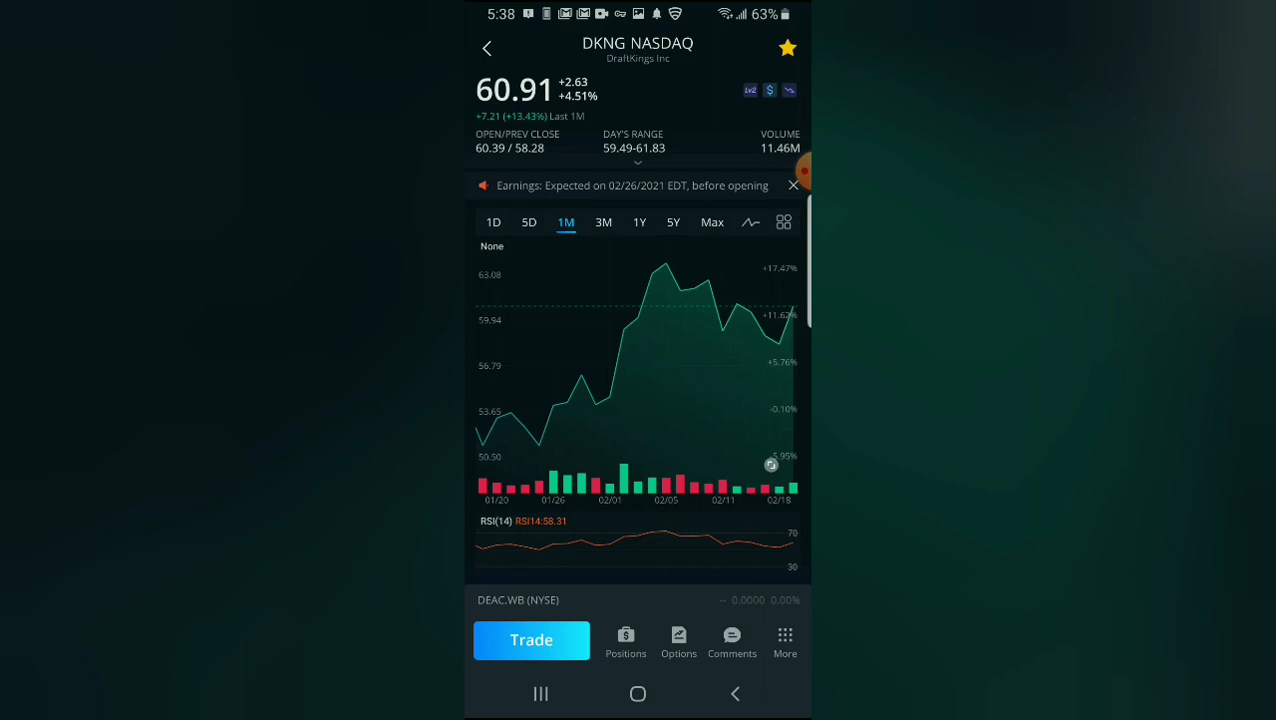 5:38 63%
DKNG NASDAQ
DraftKings Inc
60.91 +2.63
+4.51%
Lv2 $
+7.21 (+13.43%) Last 1M
OPEN/PREV CLOSE DAY'S RANGE VOLUME
60.39 / 58.28 59.49-61.83 11.46M
Earnings: Expected on 02/26/2021 EDT, before opening
1D 5D 1M 3M 1Y 5Y Max
None
63.08 +17.47%
59.94 +11.62%
56.79 +5.76%
53.65 -0.10%
50.50 -5.95%
01/20 01/26 02/01 02/05 02/11 02/18
RSI(14) RSI14:58.31
70
30
DEAC.WB (NYSE) -- 0.0000 0.00%
Trade Positions Options Comments More